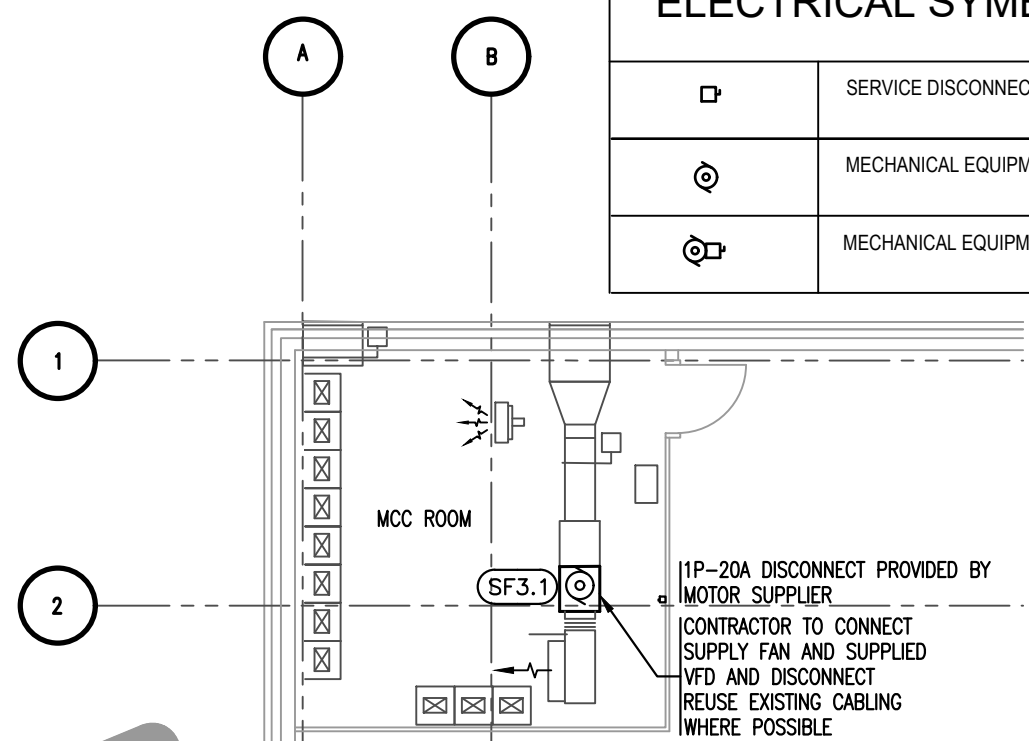 ELECTRICAL SYMB
SERVICE DISCONNEC
MECHANICAL EQUIPM
MECHANICAL EQUIPM
A
B
1
2
MCC ROOM
SF3.1
1P-20A DISCONNECT PROVIDED BY
MOTOR SUPPLIER
CONTRACTOR TO CONNECT
SUPPLY FAN AND SUPPLIED
VFD AND DISCONNECT
REUSE EXISTING CABLING
WHERE POSSIBLE